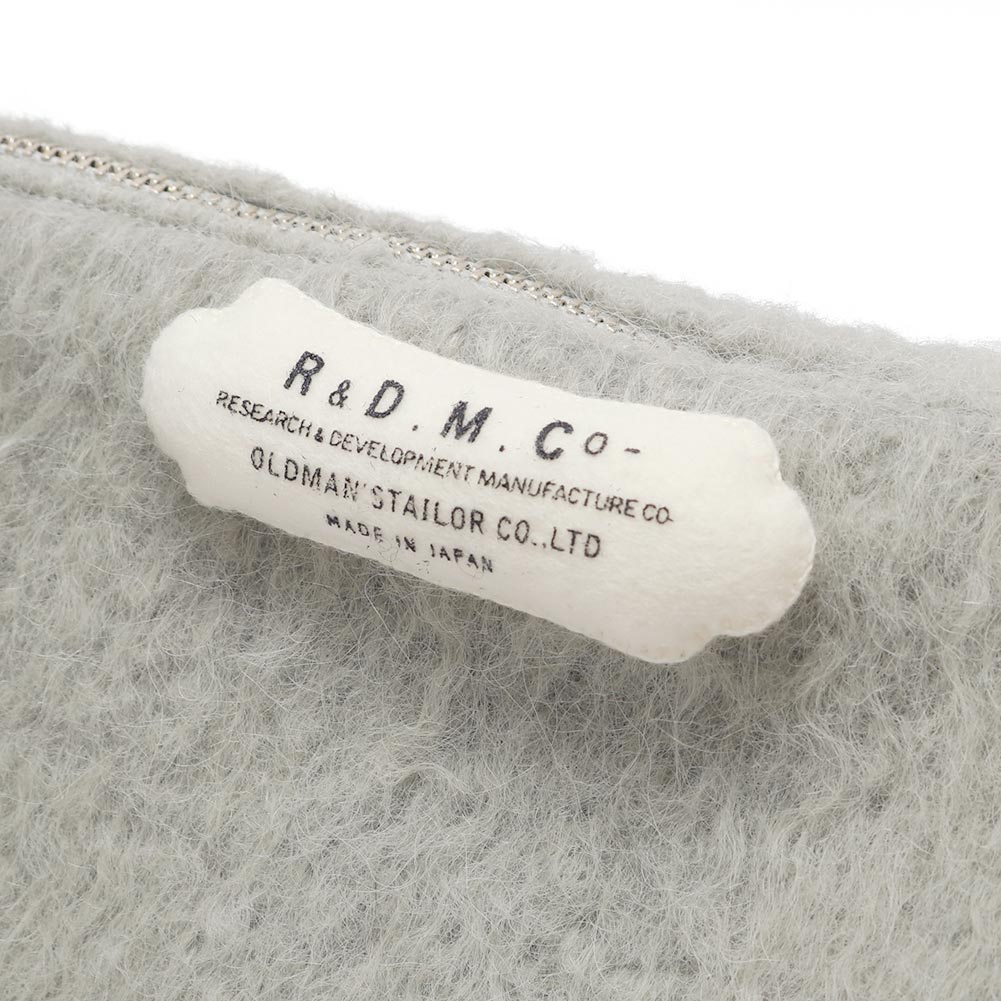 R & D . M . Co-
RESEARCH & DEVELOPMENT MANUFACTURE CO-
OLDMAN'STAILOR CO.,LTD
MADE IN JAPAN